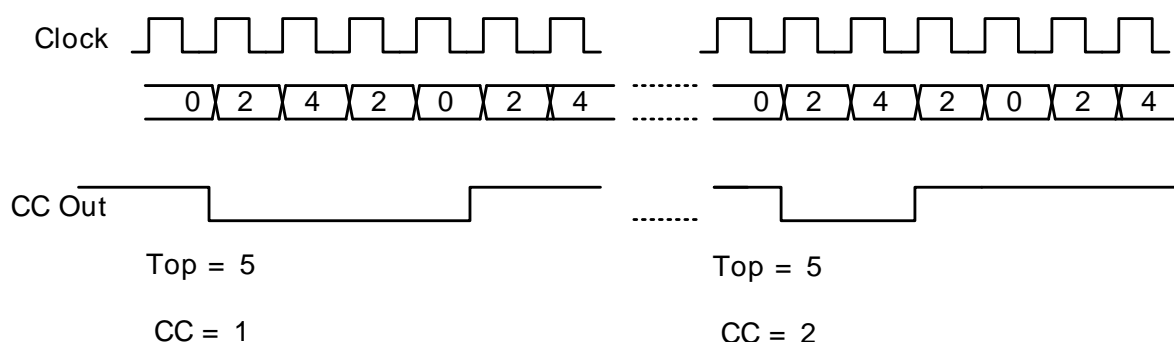 Clock
0 2 4 2 0 2 4 0 2 4 2 0 2 4
CC Out
Top = 5 Top = 5
CC = 1 CC = 2